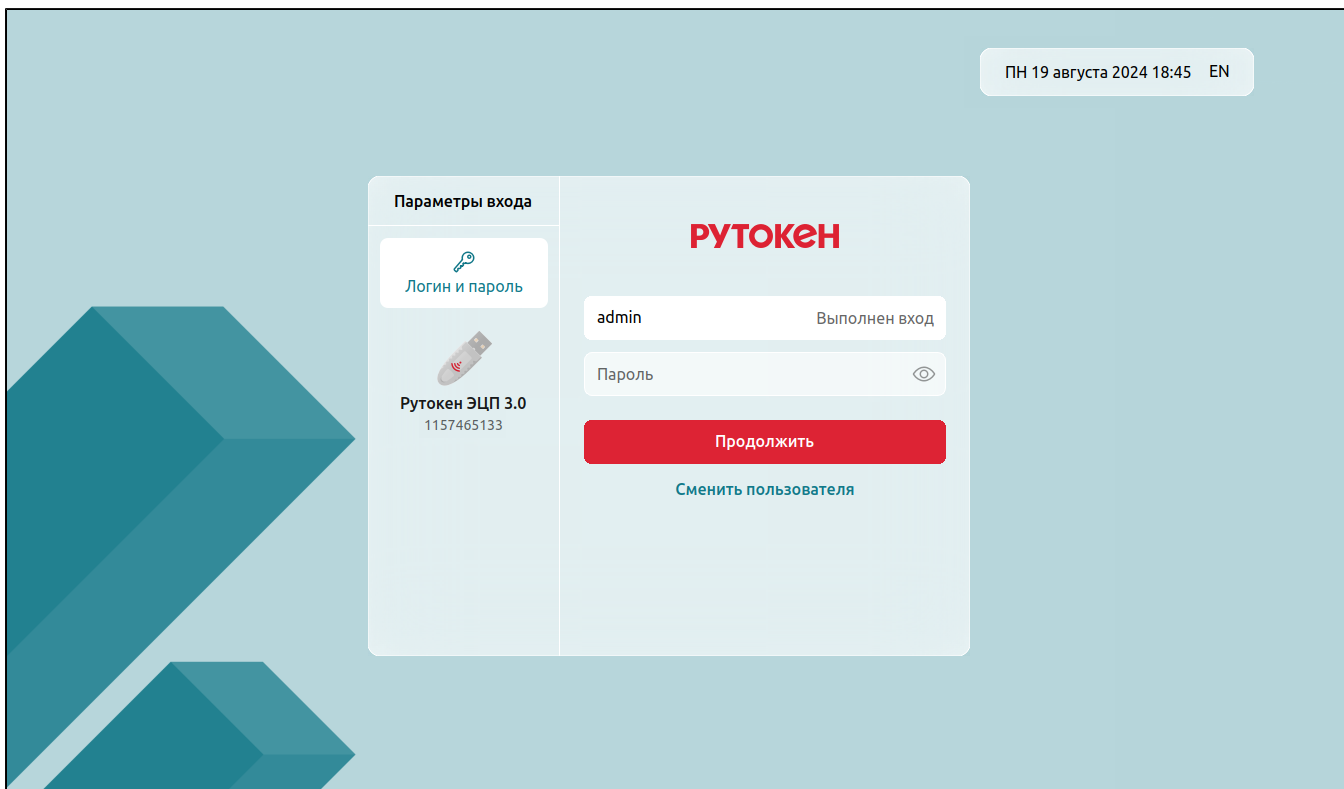 ПН 19 августа 2024 18:45 EN
Параметры входа
Логин и пароль
Рутокен ЭЦП 3.0
1157465133
РУТОКЕН
admin Выполнен вход
Пароль
Продолжить
Сменить пользователя